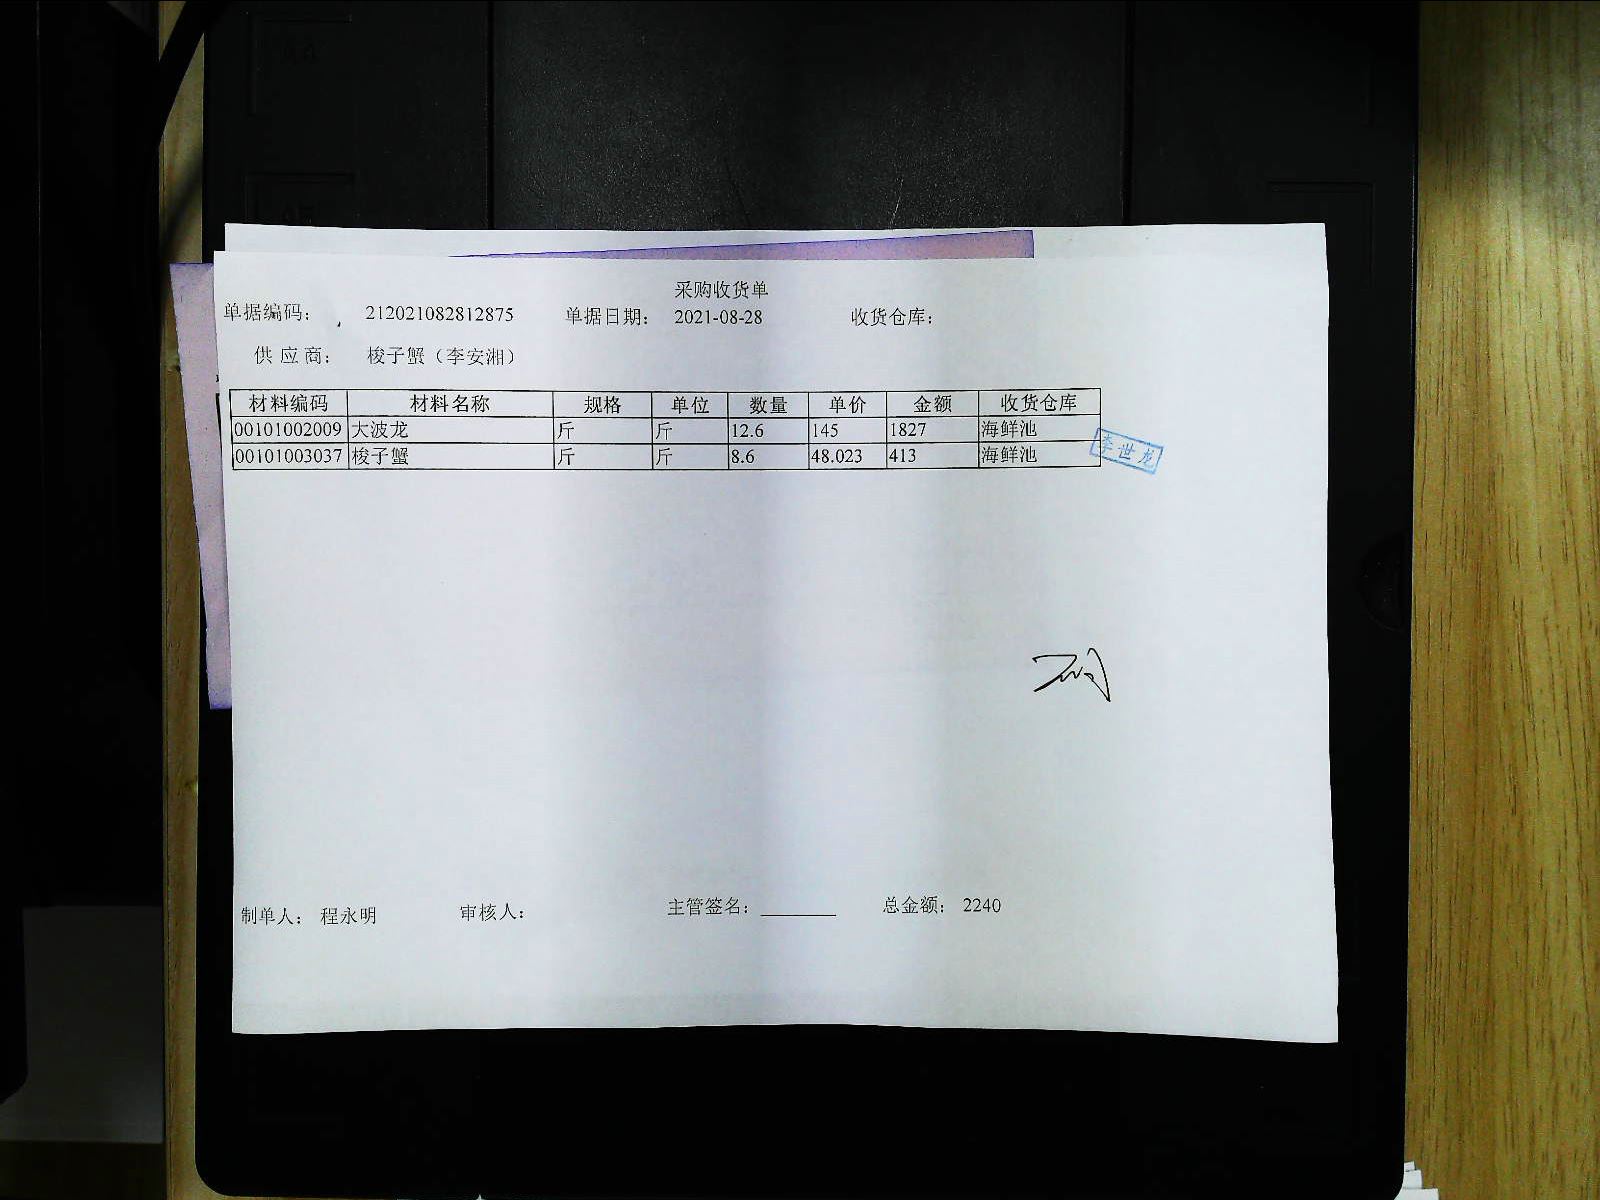 采购收货单
单据编码： 212021082812875 单据日期： 2021-08-28 收货仓库：
供 应 商： 梭子蟹（李安湘）
材料编码 材料名称 规格 单位 数量 单价 金额 收货仓库
00101002009 大波龙 斤 斤 12.6 145 1827 海鲜池
00101003037 梭子蟹 斤 斤 8.6 48.023 413 海鲜池
李世龙
制单人： 程永明 审核人： 主管签名： 总金额： 2240